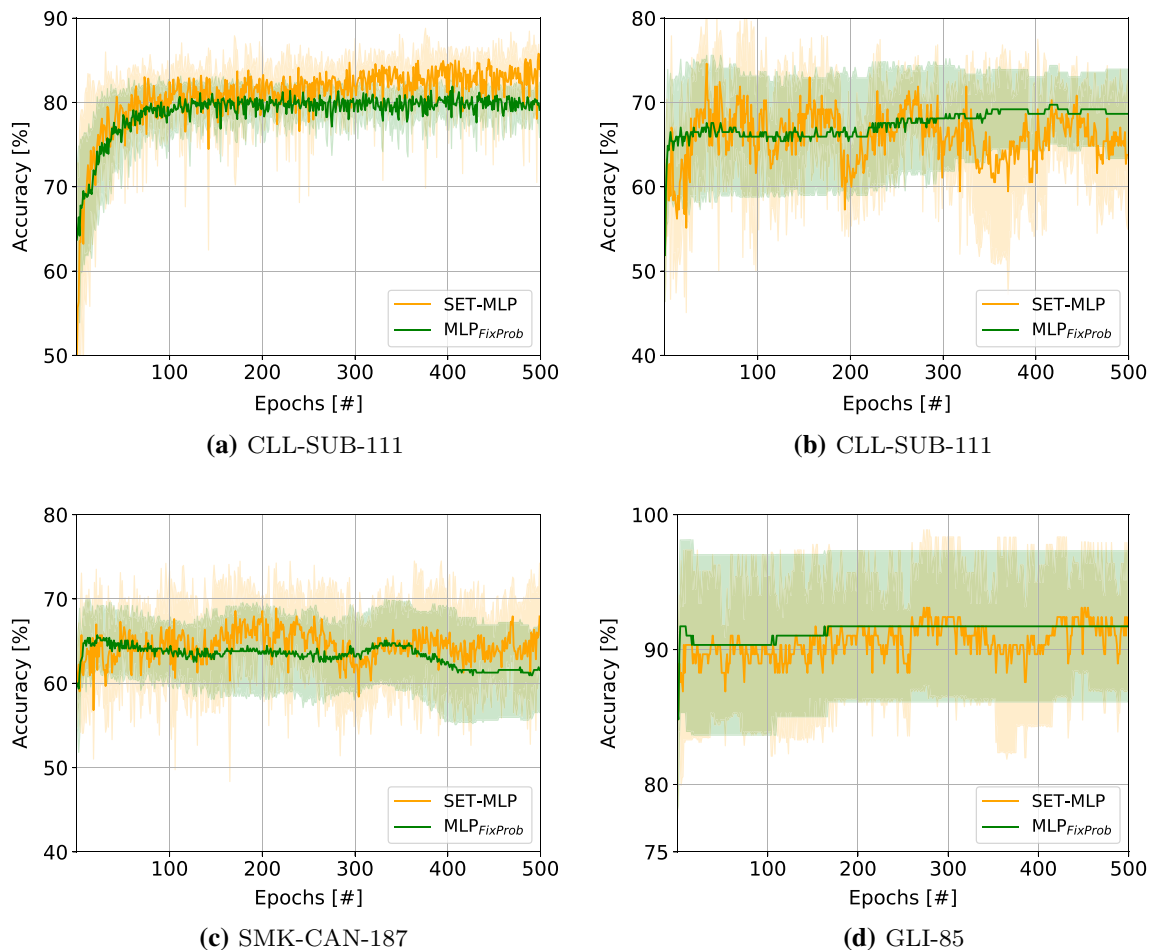 90
80
70
60
50
Accuracy [%]
100
200
300
400
500
Epochs [#]
SET-MLP
MLP_FixProb
(a) CLL-SUB-111
80
70
60
50
40
Accuracy [%]
100
200
300
400
500
Epochs [#]
SET-MLP
MLP_FixProb
(b) CLL-SUB-111
80
70
60
50
40
Accuracy [%]
100
200
300
400
500
Epochs [#]
SET-MLP
MLP_FixProb
(c) SMK-CAN-187
100
95
90
85
80
75
Accuracy [%]
100
200
300
400
500
Epochs [#]
SET-MLP
MLP_FixProb
(d) GLI-85